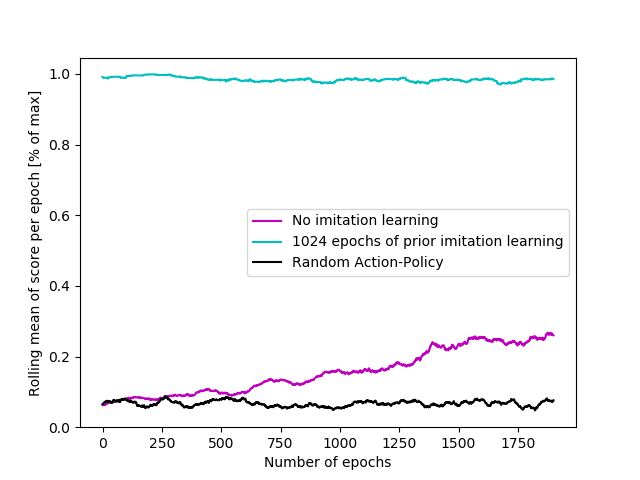 1.0
0.8
0.6
0.4
0.2
0.0
Rolling mean of score per epoch [% of max]
No imitation learning
1024 epochs of prior imitation learning
Random Action-Policy
0 250 500 750 1000 1250 1500 1750
Number of epochs